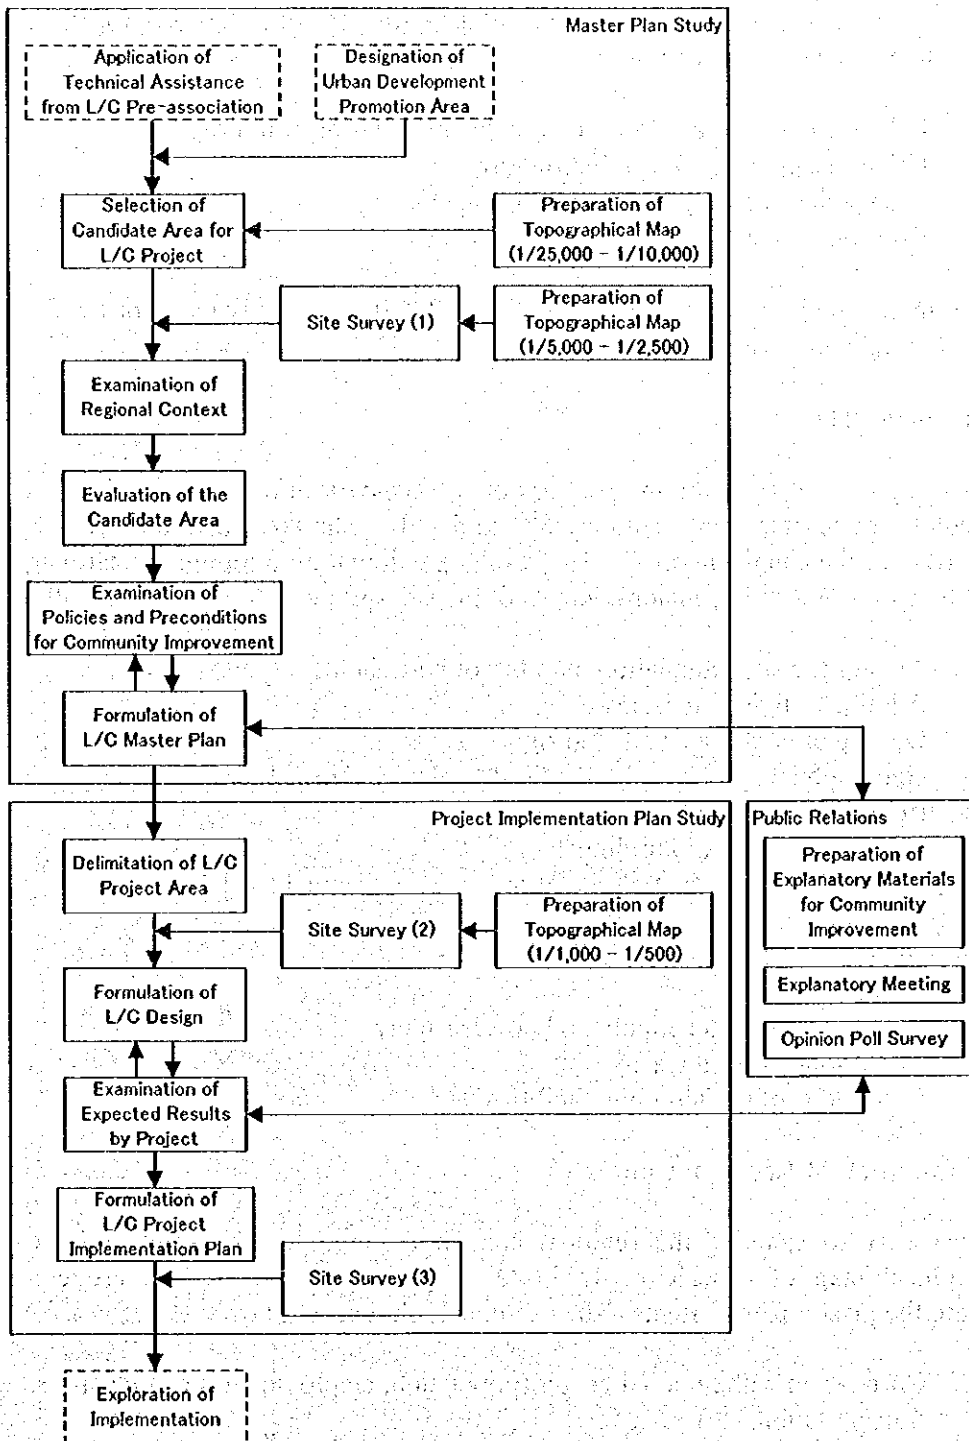 Master Plan Study
Application of
Technical Assistance
from L/C Pre-association
Designation of
Urban Development
Promotion Area
Selection of
Candidate Area for
L/C Project
Preparation of
Topographical Map
(1/25,000 - 1/10,000)
Site Survey (1)
Preparation of
Topographical Map
(1/5,000 - 1/2,500)
Examination of
Regional Context
Evaluation of the
Candidate Area
Examination of
Policies and Preconditions
for Community Improvement
Formulation of
L/C Master Plan
Project Implementation Plan Study
Delimitation of L/C
Project Area
Site Survey (2)
Preparation of
Topographical Map
(1/1,000 - 1/500)
Formulation of
L/C Design
Examination of
Expected Results
by Project
Formulation of
L/C Project
Implementation Plan
Site Survey (3)
Exploration of
Implementation
Public Relations
Preparation of
Explanatory Materials
for Community
Improvement
Explanatory Meeting
Opinion Poll Survey